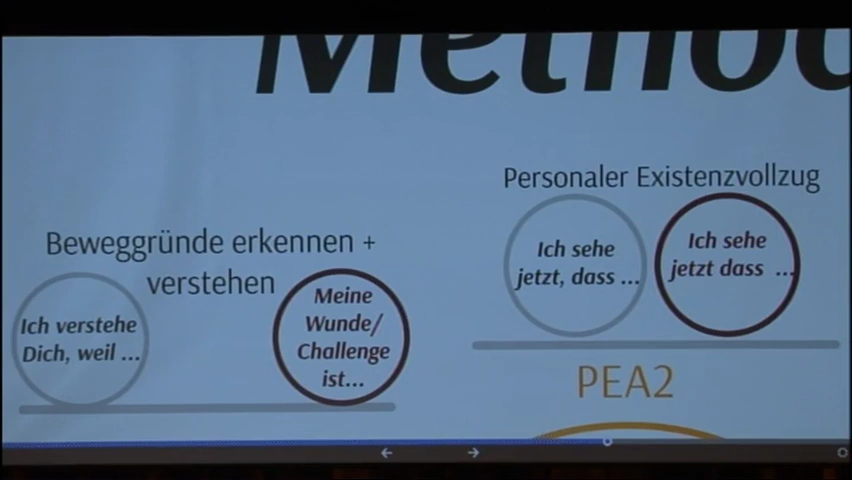 Beweggründe erkennen +
verstehen
Ich verstehe
Dich, weil ...
Meine
Wunde/
Challenge
ist...
Personaler Existenzvollzug
Ich sehe
jetzt, dass ...
Ich sehe
jetzt dass ...
PEA2